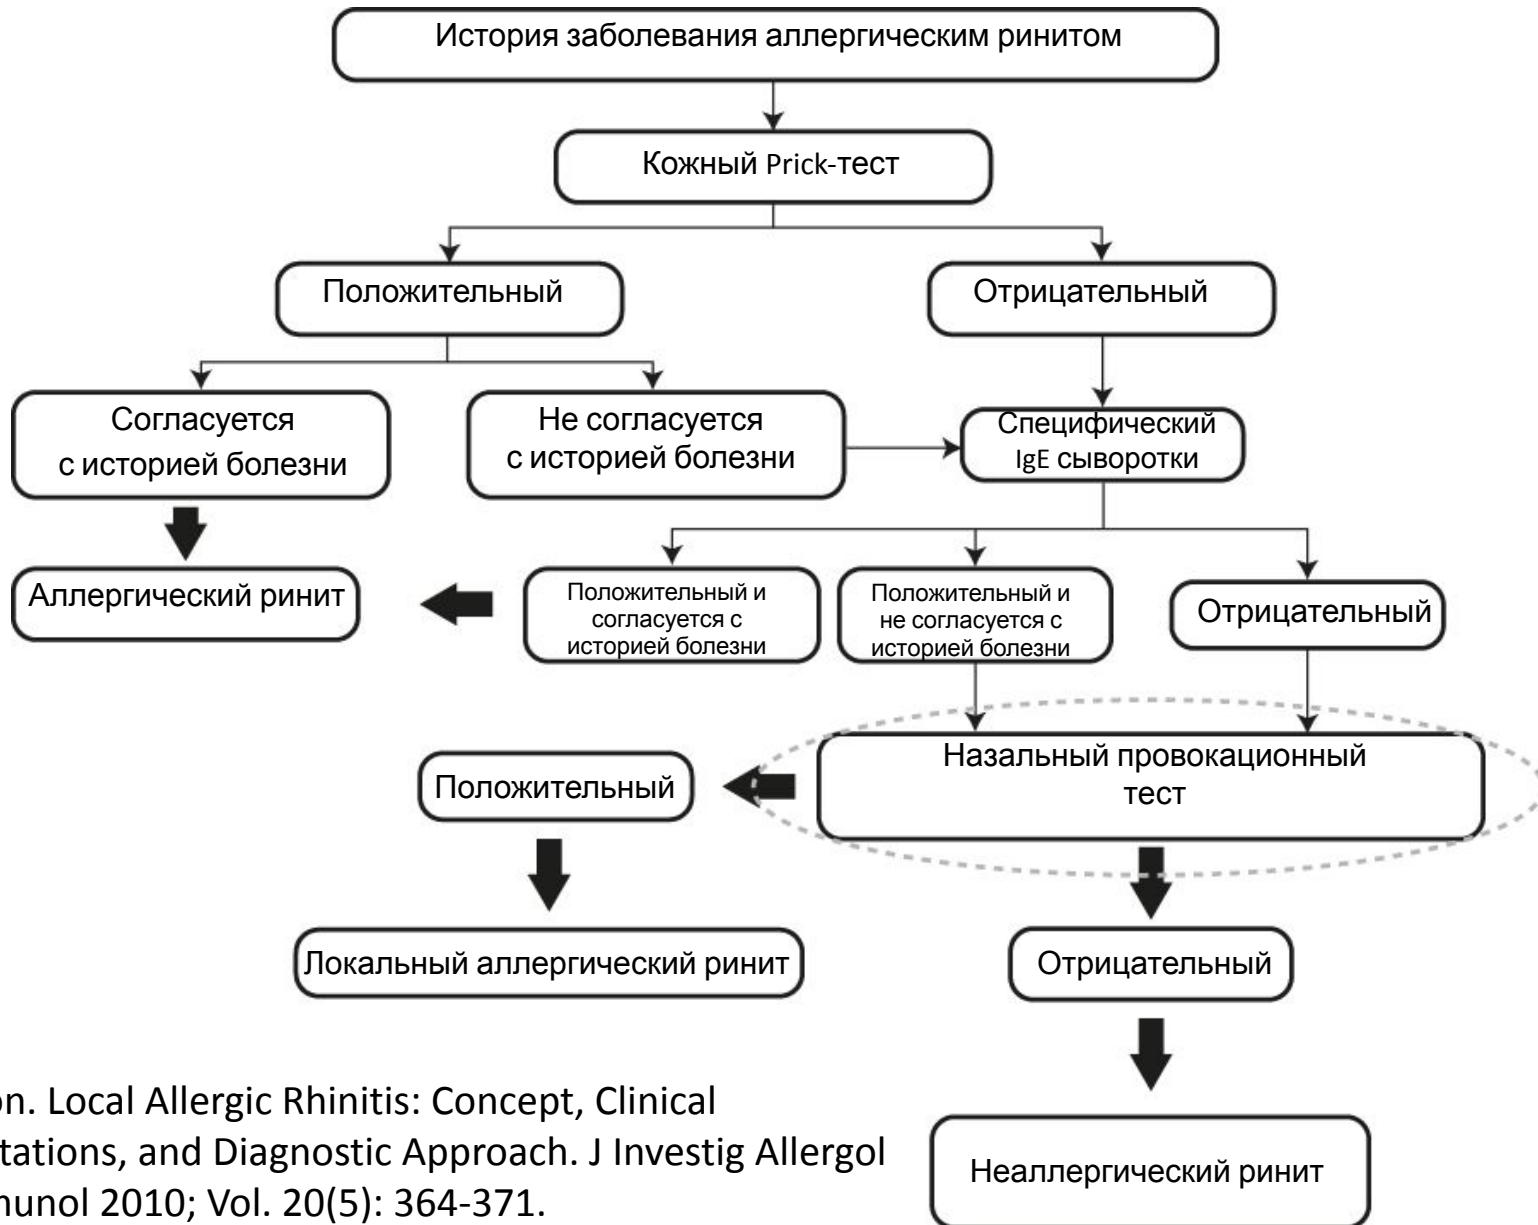 История заболевания аллергическим ринитом
Кожный Prick-тест
Положительный
Отрицательный
Согласуется
с историей болезни
Не согласуется
с историей болезни
Специфический
IgE сыворотки
Аллергический ринит
Положительный и
согласуется с
историей болезни
Положительный и
не согласуется с
историей болезни
Отрицательный
Назальный провокационный
тест
Положительный
Локальный аллергический ринит
Отрицательный
Неаллергический ринит
Local Allergic Rhinitis: Concept, Clinical
and Diagnostic Approach. J Investig Allergol
2010; Vol. 20(5): 364-371.